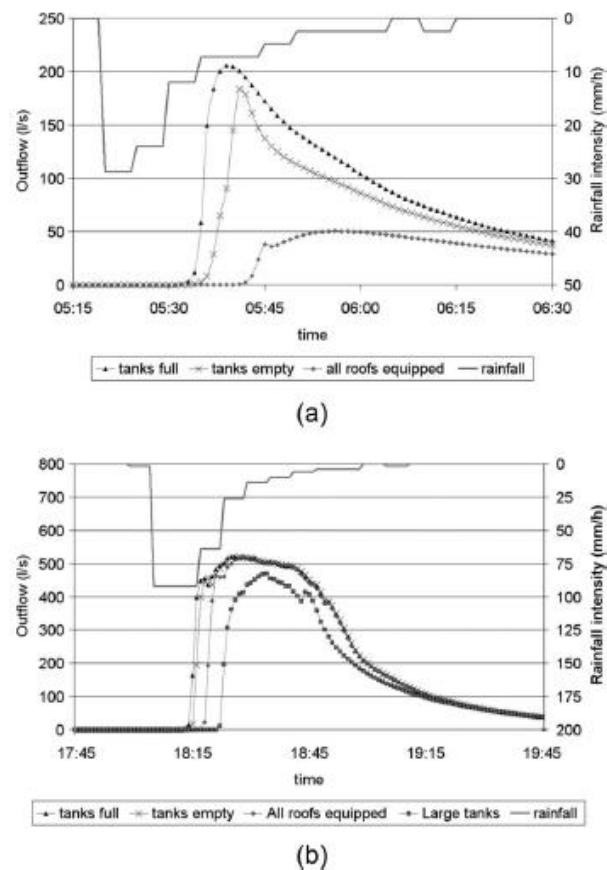 250
200
150
100
50
0
Outflow (l/s)
0
10
20
30
40
50
Rainfall intensity (mm/h)
05:15 05:30 05:45 06:00 06:15 06:30
time
tanks full tanks empty all roofs equipped rainfall
(a)
800
700
600
500
400
300
200
100
0
Outflow (l/s)
0
25
50
75
100
125
150
175
200
Rainfall intensity (mm/h)
17:45 18:15 18:45 19:15 19:45
time
tanks full tanks empty All roofs equipped Large tanks rainfall
(b)